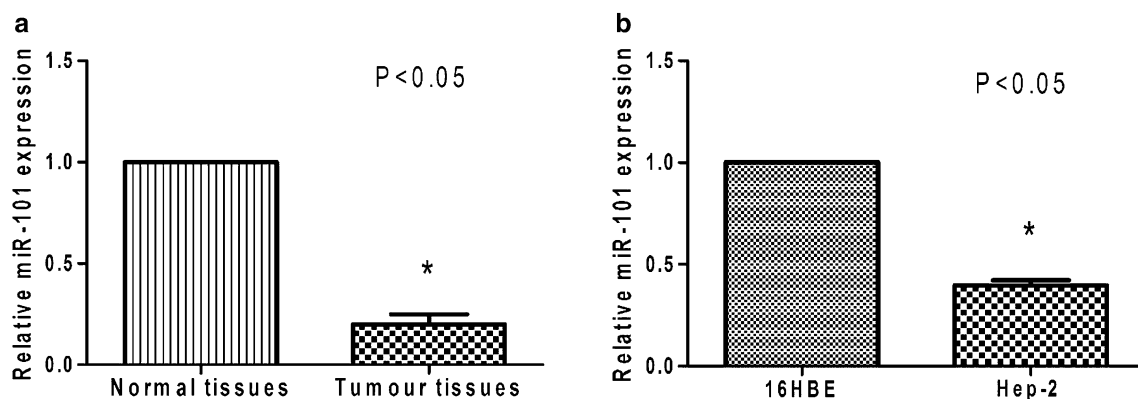 a
Relative miR-101 expression
1.5
1.0
0.5
0.0
P<0.05
*
Normal tissues
Tumour tissues
b
Relative miR-101 expression
1.5
1.0
0.5
0.0
P<0.05
*
16HBE
Hep-2